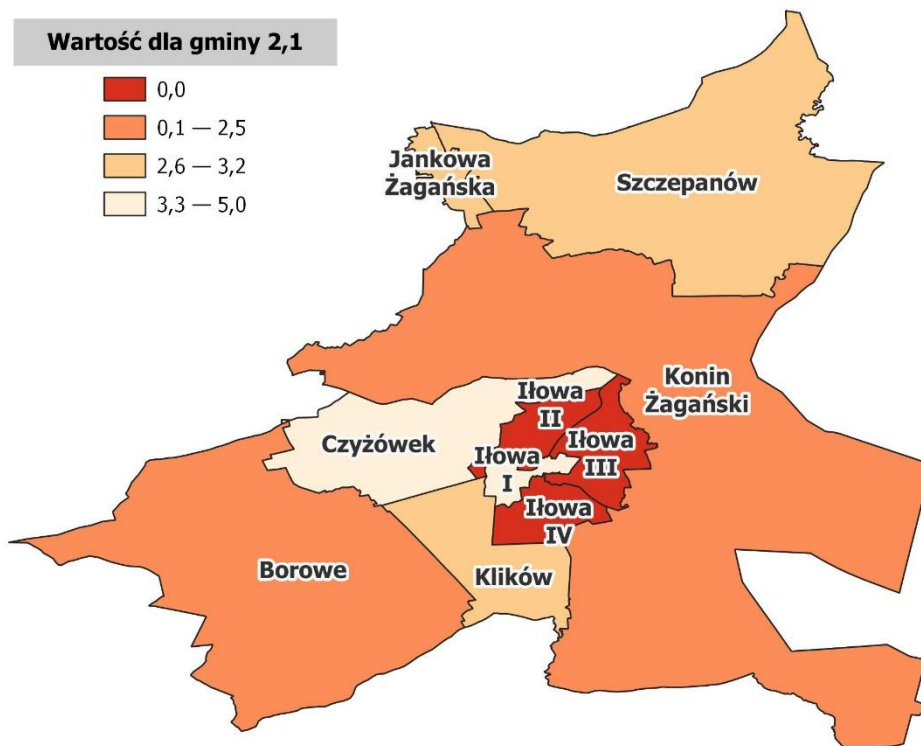 Wartość dla gminy 2,1
0,0
0,1 — 2,5
2,6 — 3,2
3,3 — 5,0
Jankowa
Żagańska
Szczepanów
Konin
Żagański
Iłowa
II
Czyżówek
Iłowa
III
Iłowa
I
Iłowa
IV
Borowe
Klików